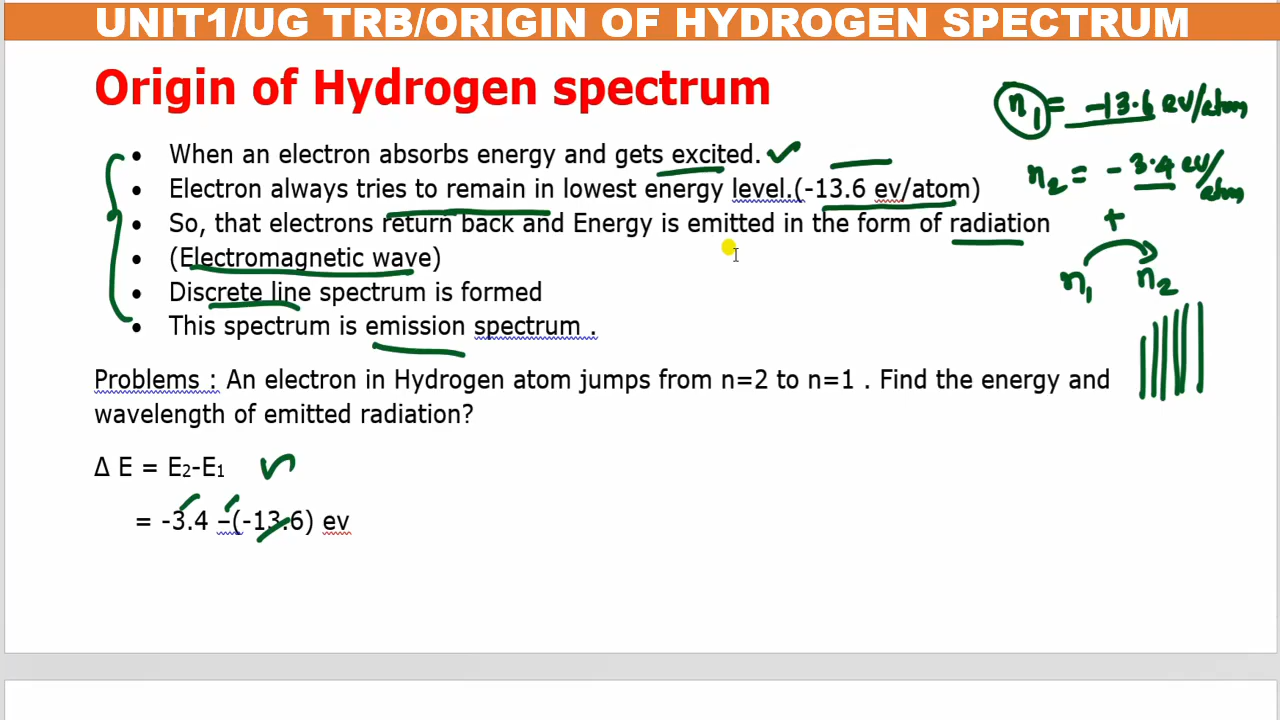 UNIT1/UG TRB/ORIGIN OF HYDROGEN SPECTRUM
Origin of Hydrogen spectrum
n1 = -13.6 ev/atom
n2 = -3.4 ev/
atom
• When an electron absorbs energy and gets excited. ✓
• Electron always tries to remain in lowest energy level.(-13.6 ev/atom)
• So, that electrons return back and Energy is emitted in the form of radiation
• (Electromagnetic wave)
• Discrete line spectrum is formed
• This spectrum is emission spectrum .
+
n1 n2
Problems : An electron in Hydrogen atom jumps from n=2 to n=1 . Find the energy and
wavelength of emitted radiation?
Δ E = E2-E1 ✓
= -3.4 –(-13.6) ev